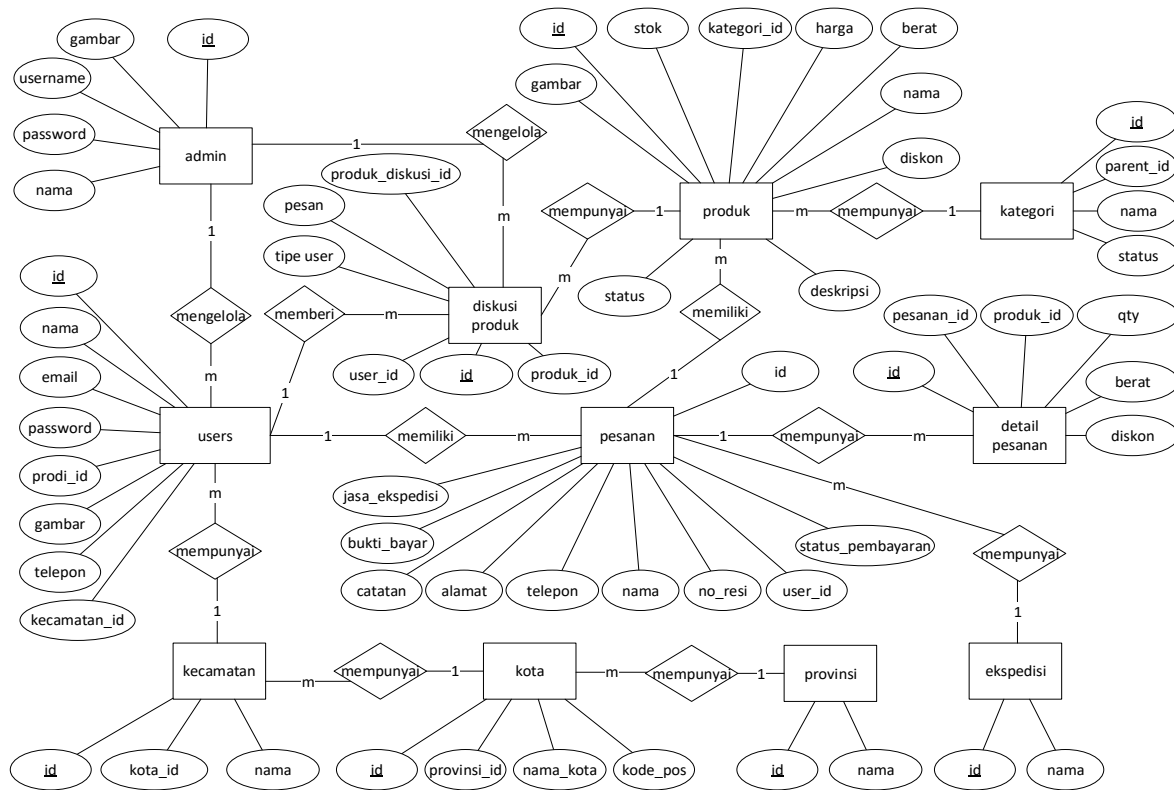 gambar
id
username
password
nama
admin
1
mengelola
id
stok
kategori_id
harga
berat
gambar
nama
diskon
produk
status
deskripsi
m
mempunyai
1
kategori
id
parent_id
nama
status
mempunyai
1
m
produk_diskusi_id
pesan
tipe user
m
diskusi
produk
user_id
id
produk_id
1
mengelola
m
memberi
m
1
m
memiliki
1
id
nama
email
password
prodi_id
gambar
telepon
kecamatan_id
users
1
memiliki
m
pesanan
id
1
mempunyai
m
detail
pesanan
pesanan_id
produk_id
qty
id
berat
diskon
jasa_ekspedisi
bukti_bayar
catatan
alamat
telepon
nama
no_resi
user_id
status_pembayaran
m
mempunyai
1
m
mempunyai
1
kecamatan
m
mempunyai
1
kota
m
mempunyai
1
provinsi
ekspedisi
id
kota_id
nama
id
provinsi_id
nama_kota
kode_pos
id
nama
id
nama